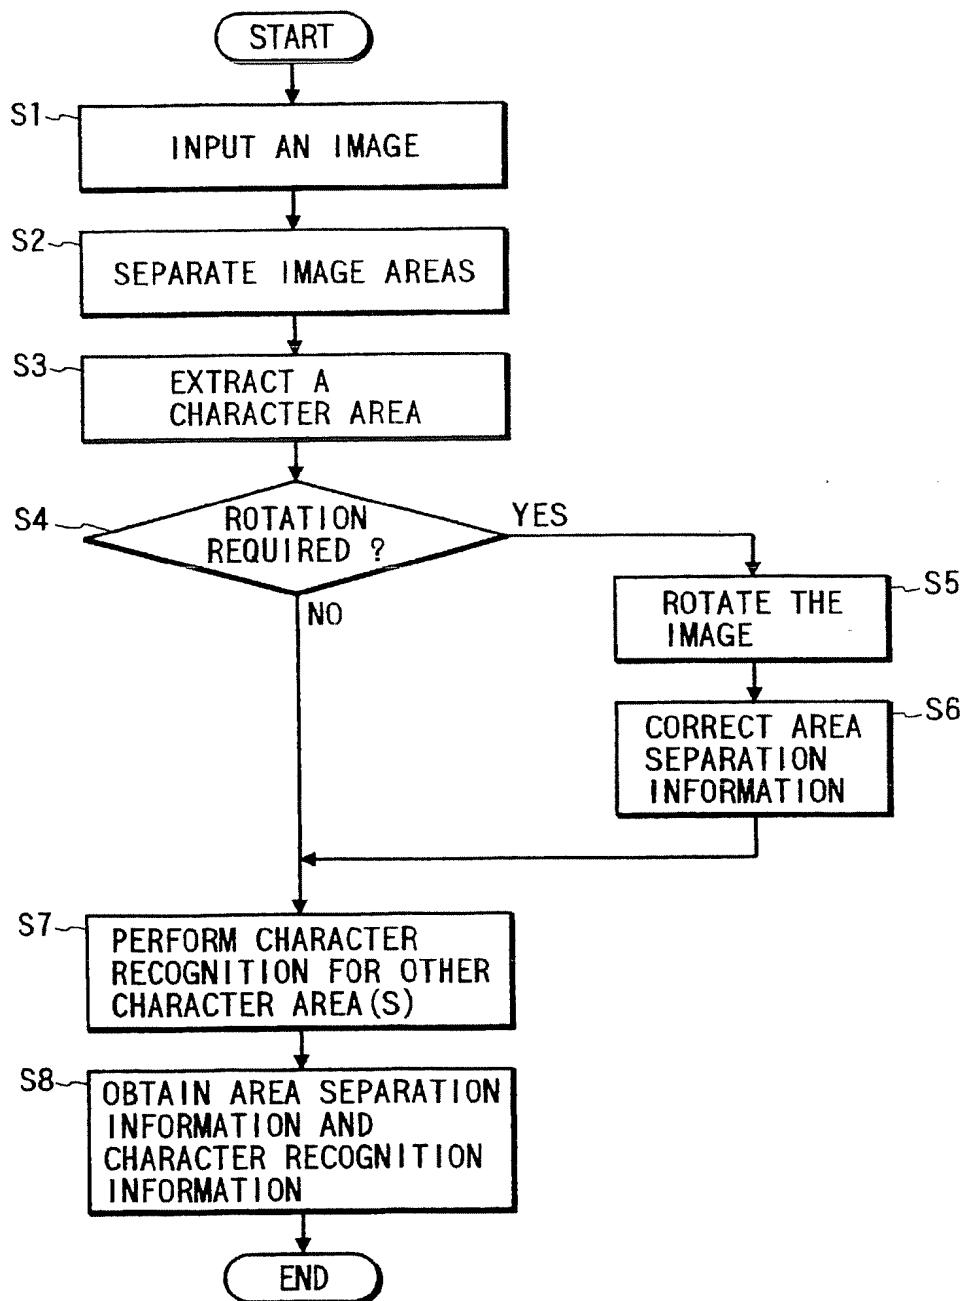 START
S1
INPUT AN IMAGE
S2
SEPARATE IMAGE AREAS
S3
EXTRACT A
CHARACTER AREA
S4
ROTATION
REQUIRED ?
YES
NO
S5
ROTATE THE
IMAGE
S6
CORRECT AREA
SEPARATION
INFORMATION
S7
PERFORM CHARACTER
RECOGNITION FOR OTHER
CHARACTER AREA(S)
S8
OBTAIN AREA SEPARATION
INFORMATION AND
CHARACTER RECOGNITION
INFORMATION
END